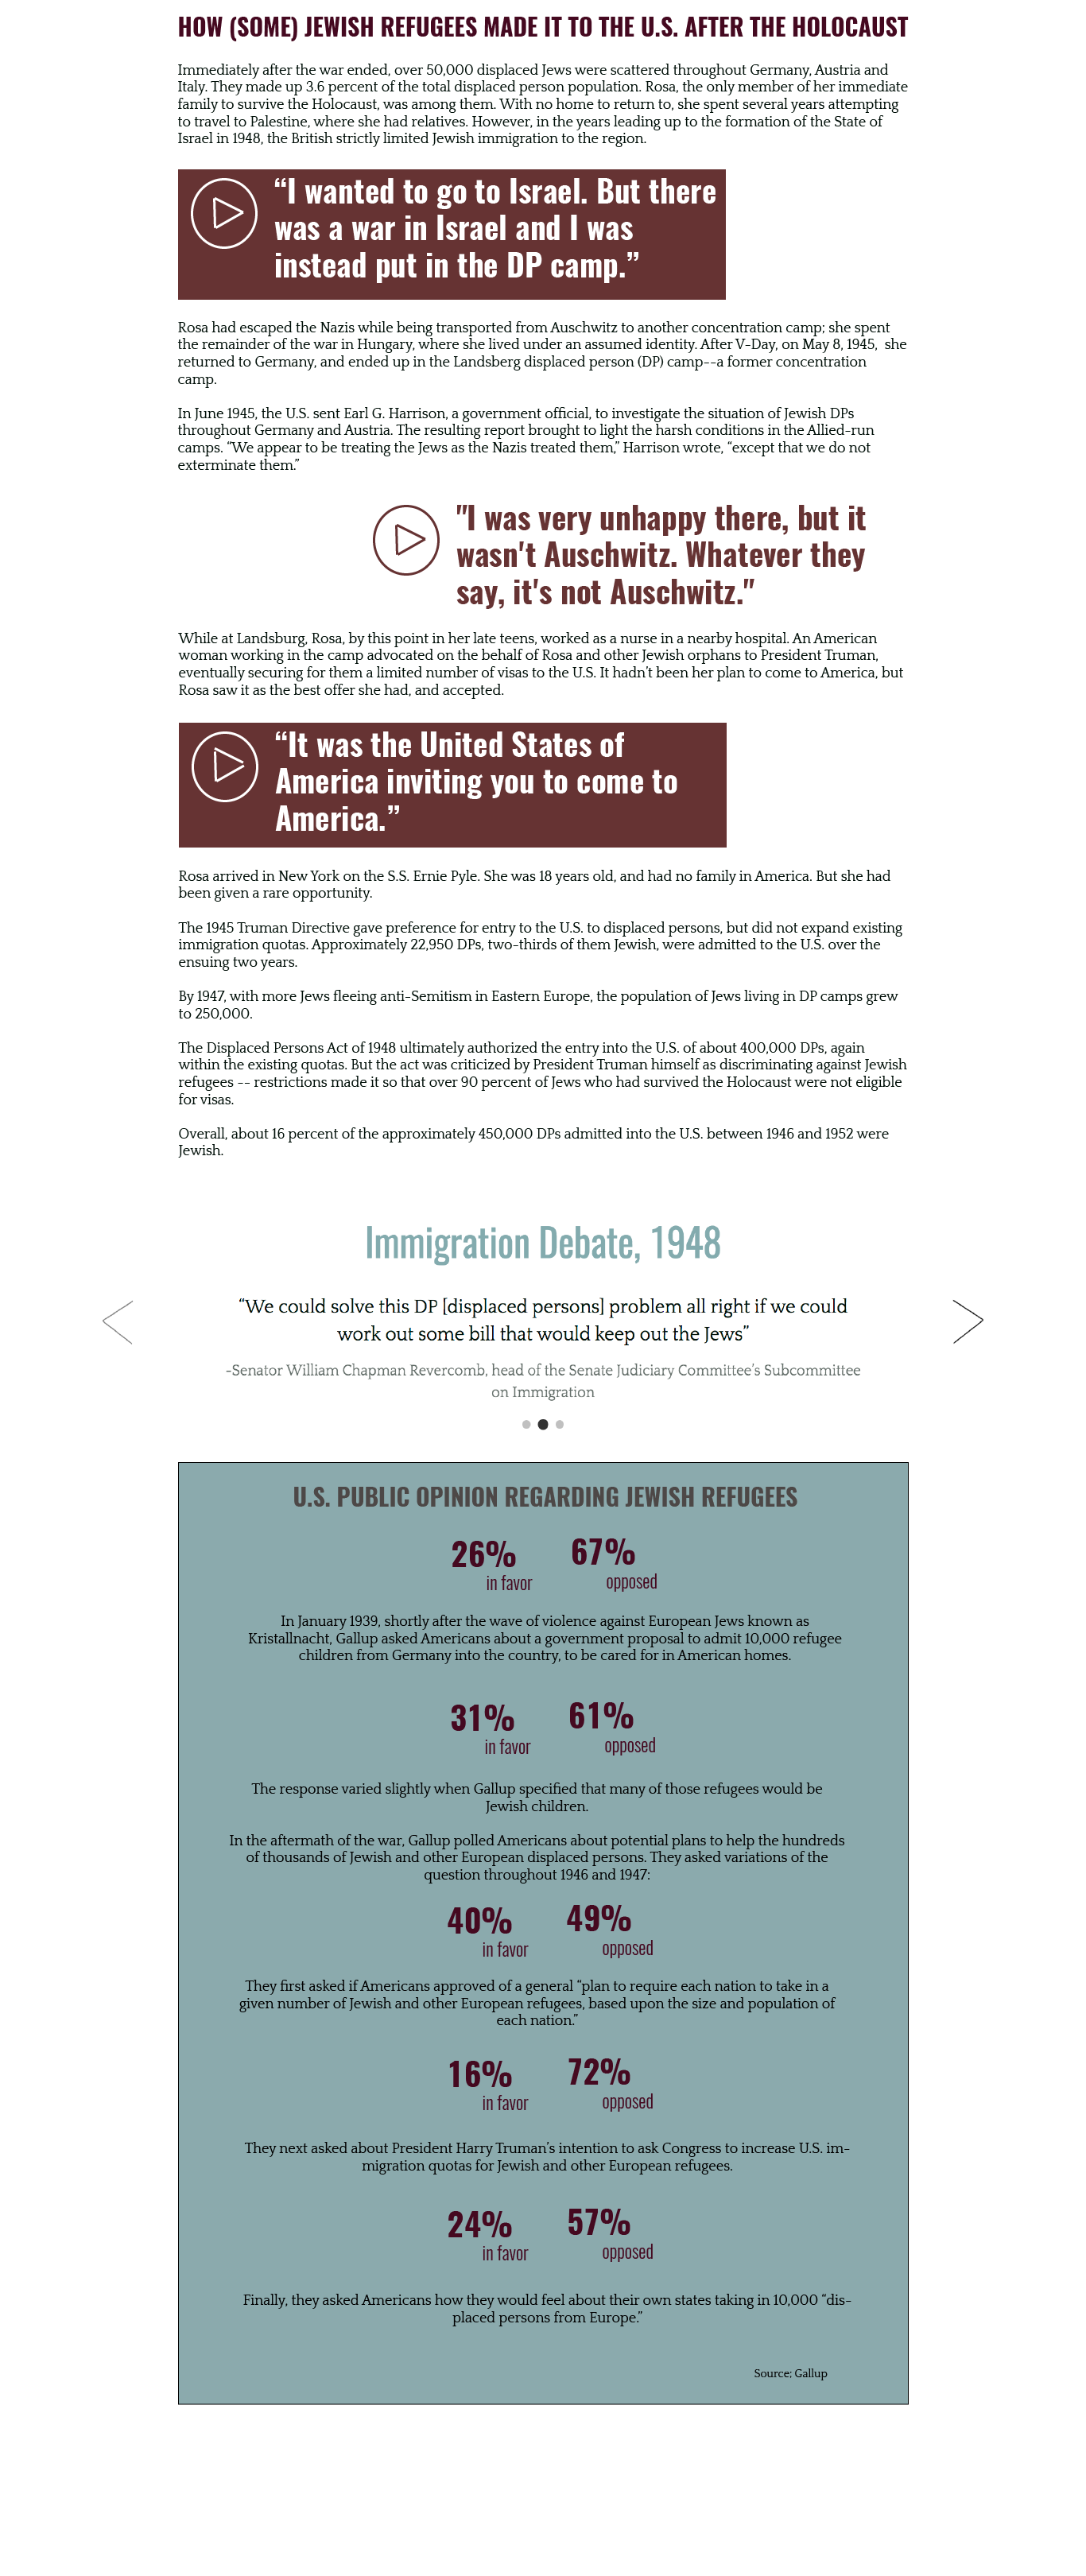 HOW (SOME) JEWISH REFUGEES MADE IT TO THE U.S. AFTER THE HOLOCAUST
Immediately after the war ended, over 50,000 displaced Jews were scattered throughout Germany, Austria and
Italy. They made up 3.6 percent of the total displaced person population. Rosa, the only member of her immediate
family to survive the Holocaust, was among them. With no home to return to, she spent several years attempting
to travel to Palestine, where she had relatives. However, in the years leading up to the formation of the State of
Israel in 1948, the British strictly limited Jewish immigration to the region.
“I wanted to go to Israel. But there
was a war in Israel and I was
instead put in the DP camp.”
Rosa had escaped the Nazis while being transported from Auschwitz to another concentration camp; she spent
the remainder of the war in Hungary, where she lived under an assumed identity. After V-Day, on May 8, 1945, she
returned to Germany, and ended up in the Landsberg displaced person (DP) camp--a former concentration
camp.
In June 1945, the U.S. sent Earl G. Harrison, a government official, to investigate the situation of Jewish DPs
throughout Germany and Austria. The resulting report brought to light the harsh conditions in the Allied-run
camps. “We appear to be treating the Jews as the Nazis treated them,” Harrison wrote, “except that we do not
exterminate them.”
"I was very unhappy there, but it
wasn't Auschwitz. Whatever they
say, it's not Auschwitz."
While at Landsburg, Rosa, by this point in her late teens, worked as a nurse in a nearby hospital. An American
woman working in the camp advocated on the behalf of Rosa and other Jewish orphans to President Truman,
eventually securing for them a limited number of visas to the U.S. It hadn’t been her plan to come to America, but
Rosa saw it as the best offer she had, and accepted.
“It was the United States of
America inviting you to come to
America.”
Rosa arrived in New York on the S.S. Ernie Pyle. She was 18 years old, and had no family in America. But she had
been given a rare opportunity.
The 1945 Truman Directive gave preference for entry to the U.S. to displaced persons, but did not expand existing
immigration quotas. Approximately 22,950 DPs, two-thirds of them Jewish, were admitted to the U.S. over the
ensuing two years.
By 1947, with more Jews fleeing anti-Semitism in Eastern Europe, the population of Jews living in DP camps grew
to 250,000.
The Displaced Persons Act of 1948 ultimately authorized the entry into the U.S. of about 400,000 DPs, again
within the existing quotas. But the act was criticized by President Truman himself as discriminating against Jewish
refugees -- restrictions made it so that over 90 percent of Jews who had survived the Holocaust were not eligible
for visas.
Overall, about 16 percent of the approximately 450,000 DPs admitted into the U.S. between 1946 and 1952 were
Jewish.
Immigration Debate, 1948
“We could solve this DP [displaced persons] problem all right if we could
work out some bill that would keep out the Jews”
-Senator William Chapman Revercomb, head of the Senate Judiciary Committee’s Subcommittee
on Immigration
U.S. PUBLIC OPINION REGARDING JEWISH REFUGEES
26% 67%
in favor opposed
In January 1939, shortly after the wave of violence against European Jews known as
Kristallnacht, Gallup asked Americans about a government proposal to admit 10,000 refugee
children from Germany into the country, to be cared for in American homes.
31% 61%
in favor opposed
The response varied slightly when Gallup specified that many of those refugees would be
Jewish children.
In the aftermath of the war, Gallup polled Americans about potential plans to help the hundreds
of thousands of Jewish and other European displaced persons. They asked variations of the
question throughout 1946 and 1947:
40% 49%
in favor opposed
They first asked if Americans approved of a general “plan to require each nation to take in a
given number of Jewish and other European refugees, based upon the size and population of
each nation.”
16% 72%
in favor opposed
They next asked about President Harry Truman’s intention to ask Congress to increase U.S. im-
migration quotas for Jewish and other European refugees.
24% 57%
in favor opposed
Finally, they asked Americans how they would feel about their own states taking in 10,000 “dis-
placed persons from Europe.”
Source; Gallup